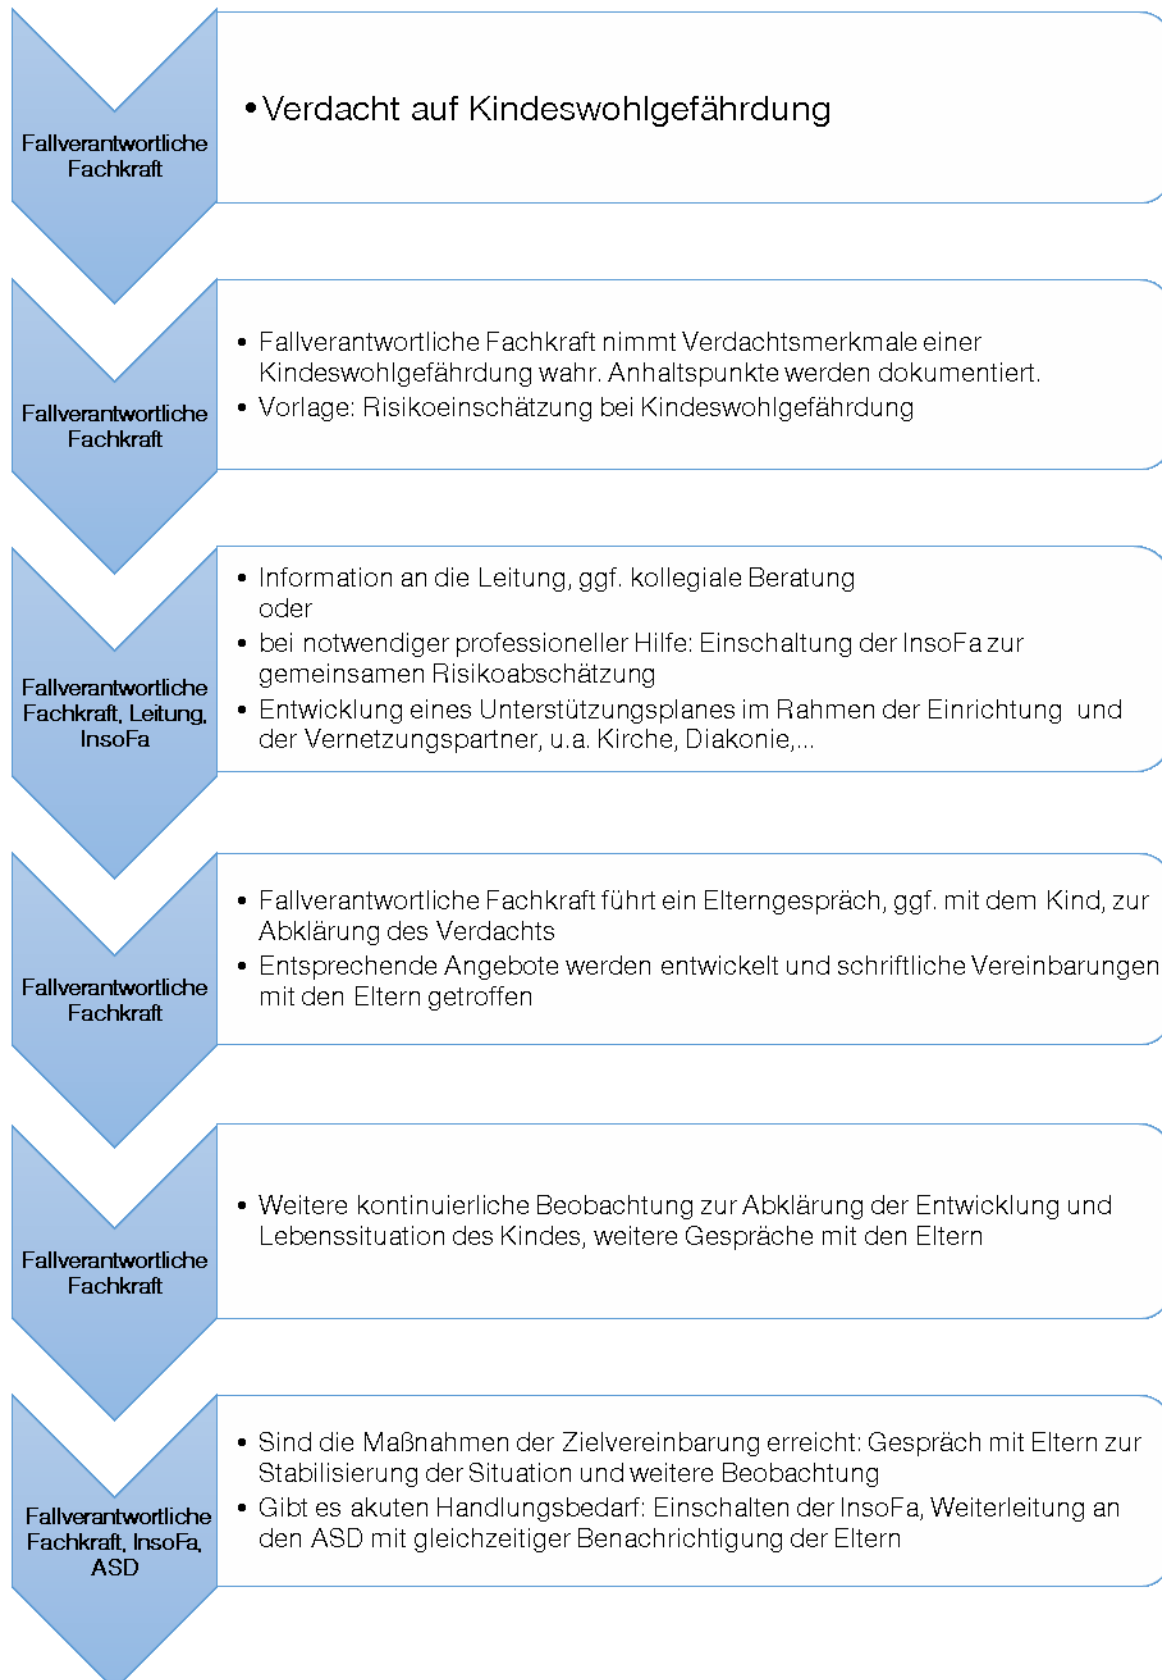 Fallverantwortliche
Fachkraft
• Verdacht auf Kindeswohlgefährdung
Fallverantwortliche
Fachkraft
• Fallverantwortliche Fachkraft nimmt Verdachtsmerkmale einer
Kindeswohlgefährdung wahr. Anhaltspunkte werden dokumentiert.
• Vorlage: Risikoeinschätzung bei Kindeswohlgefährdung
Fallverantwortliche
Fachkraft, Leitung,
InsoFa
• Information an die Leitung, ggf. kollegiale Beratung
oder
• bei notwendiger professioneller Hilfe: Einschaltung der InsoFa zur
gemeinsamen Risikoabschätzung
• Entwicklung eines Unterstützungsplanes im Rahmen der Einrichtung und
der Vernetzungspartner, u.a. Kirche, Diakonie,...
Fallverantwortliche
Fachkraft
• Fallverantwortliche Fachkraft führt ein Elterngespräch, ggf. mit dem Kind, zur
Abklärung des Verdachts
• Entsprechende Angebote werden entwickelt und schriftliche Vereinbarungen
mit den Eltern getroffen
Fallverantwortliche
Fachkraft
• Weitere kontinuierliche Beobachtung zur Abklärung der Entwicklung und
Lebenssituation des Kindes, weitere Gespräche mit den Eltern
Fallverantwortliche
Fachkraft, InsoFa,
ASD
• Sind die Maßnahmen der Zielvereinbarung erreicht: Gespräch mit Eltern zur
Stabilisierung der Situation und weitere Beobachtung
• Gibt es akuten Handlungsbedarf: Einschalten der InsoFa, Weiterleitung an
den ASD mit gleichzeitiger Benachrichtigung der Eltern